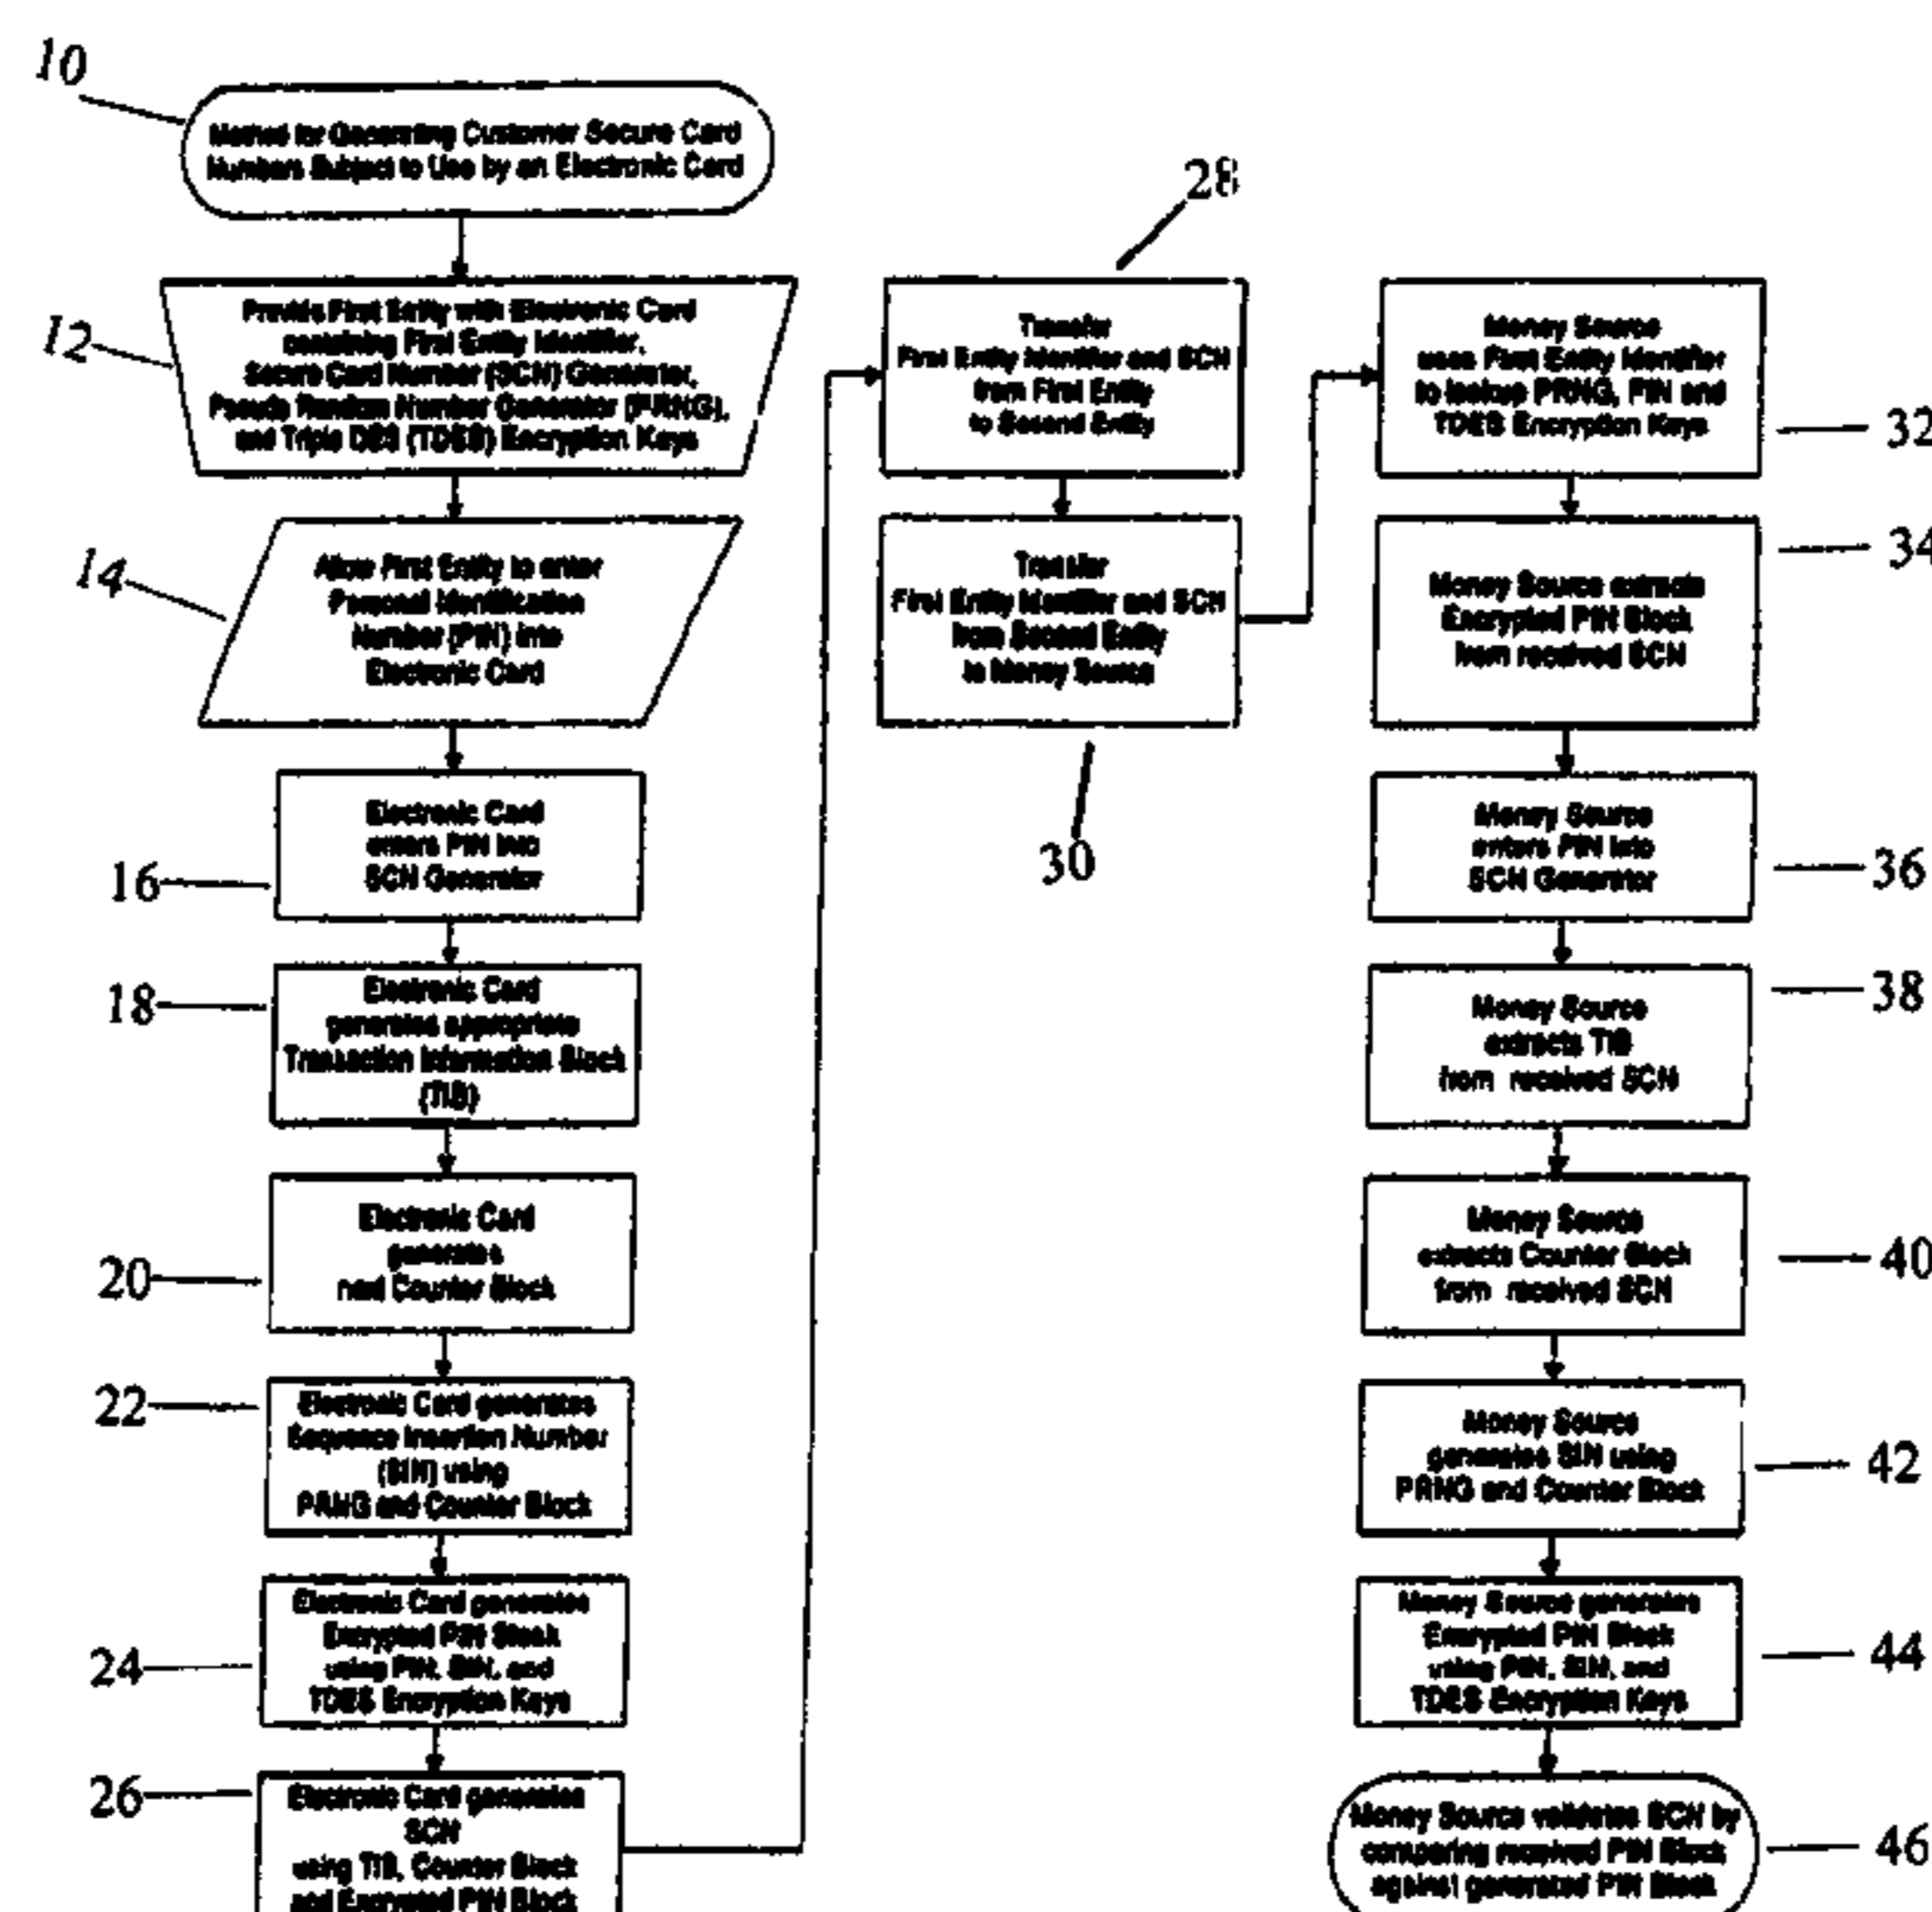 10
Method for Generating Customer Secure Card
Numbers Subject to Use by an Electronic Card
12
Provide First Entity with Electronic Card
containing First Entity Identifier,
Secure Card Number (SCN) Generator,
Pseudo Random Number Generator (PRNG),
and Triple DES (TDES) Encryption Keys
14
Allow First Entity to enter
Personal Identification
Number (PIN) into
Electronic Card
16
Electronic Card
enters PIN into
SCN Generator
18
Electronic Card
generates appropriate
Transaction Information Block
(TIB)
20
Electronic Card
generates
next Counter Block
22
Electronic Card generates
Sequence Insertion Number
(SIN) using
PRNG and Counter Block
24
Electronic Card generates
Encrypted PIN Block
using PIN, SIN, and
TDES Encryption Keys
26
Electronic Card generates
SCN
using TIB, Counter Block
and Encrypted PIN Block
28
Transfer
First Entity Identifier and SCN
from First Entity
to Second Entity
Transfer
First Entity Identifier and SCN
from Second Entity
to Money Source
30
Money Source
uses First Entity Identifier
to lookup PRNG, PIN and
TDES Encryption Keys
32
Money Source extracts
Encrypted PIN Block
from received SCN
34
Money Source
enters PIN into
SCN Generator
36
Money Source
extracts TIB
from received SCN
38
Money Source
extracts Counter Block
from received SCN
40
Money Source
generates SIN using
PRNG and Counter Block
42
Money Source generates
Encrypted PIN Block
using PIN, SIN, and
TDES Encryption Keys
44
Money Source validates SCN by
comparing received PIN Block
against generated PIN Block
46